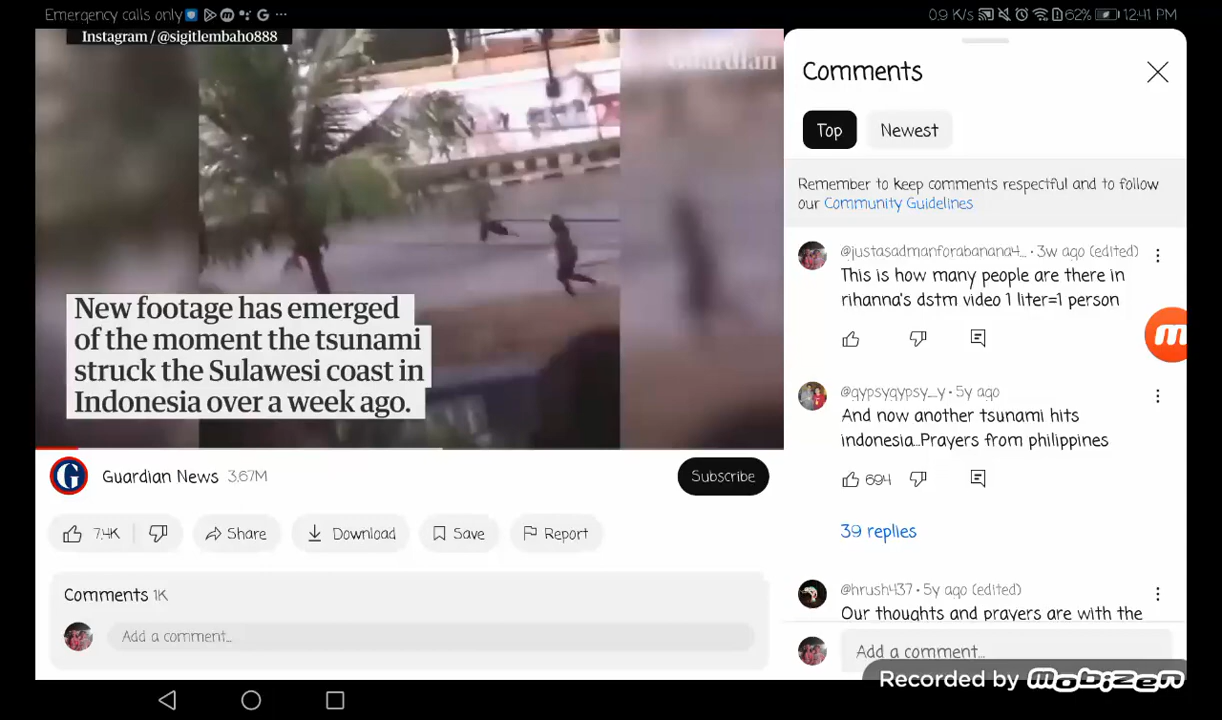 Emergency calls only
0.9 K/s 62% 12:41 PM
Instagram / @sigitlembah0888
Guardian
New footage has emerged
of the moment the tsunami
struck the Sulawesi coast in
Indonesia over a week ago.
Guardian News 3.67M
Subscribe
7.4K
Share
Download
Save
Report
Comments 1K
Add a comment...
Comments
Top
Newest
Remember to keep comments respectful and to follow
our Community Guidelines
@justasadmanforabanana4... · 3w ago (edited)
This is how many people are there in
rihanna's dstm video 1 liter=1 person
@gypsygypsy_y · 5y ago
And now another tsunami hits
indonesia..Prayers from philippines
694
39 replies
@hrush437 · 5y ago (edited)
Our thoughts and prayers are with the
Add a comment...
Recorded by mobizen